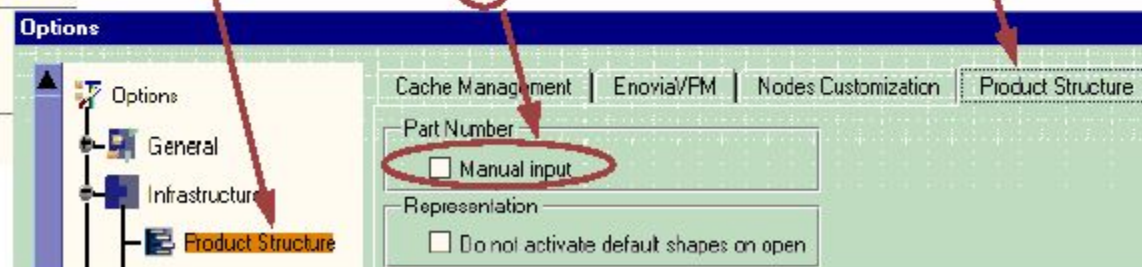 Options
Options
General
Infrastructure
Product Structure
Cache Management
EnoviaVPM
Nodes Customization
Product Structure
Part Number
Manual input
Representation
Do not activate default shapes on open